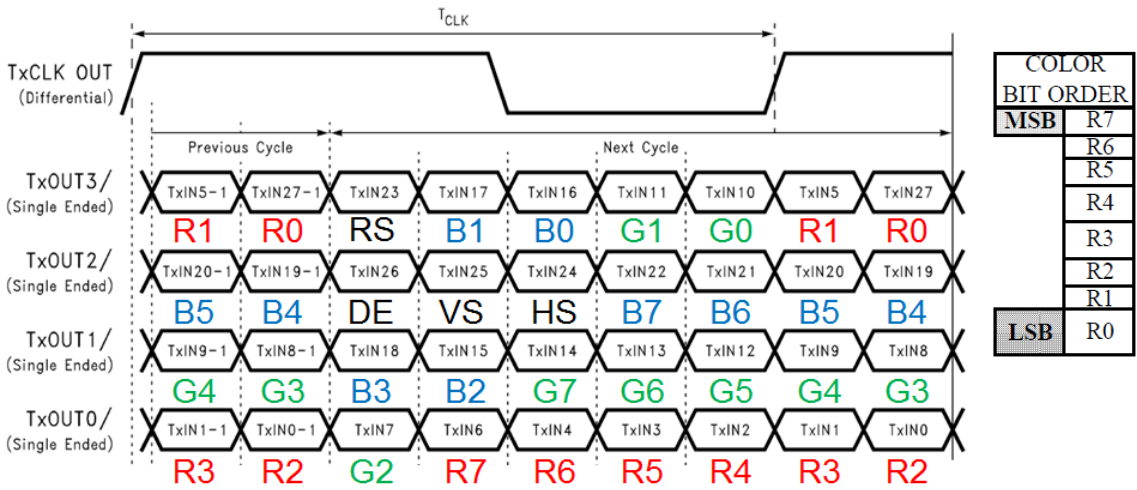 T_CLK
TxCLK OUT
(Differential)
Previous Cycle
Next Cycle
TxOUT3/
(Single Ended)
TxIN5-1 TxIN27-1 TxIN23 TxIN17 TxIN16 TxIN11 TxIN10 TxIN5 TxIN27
R1 R0 RS B1 B0 G1 G0 R1 R0
TxOUT2/
(Single Ended)
TxIN20-1 TxIN19-1 TxIN26 TxIN25 TxIN24 TxIN22 TxIN21 TxIN20 TxIN19
B5 B4 DE VS HS B7 B6 B5 B4
TxOUT1/
(Single Ended)
TxIN9-1 TxIN8-1 TxIN18 TxIN15 TxIN14 TxIN13 TxIN12 TxIN9 TxIN8
G4 G3 B3 B2 G7 G6 G5 G4 G3
TxOUT0/
(Single Ended)
TxIN1-1 TxIN0-1 TxIN7 TxIN6 TxIN4 TxIN3 TxIN2 TxIN1 TxIN0
R3 R2 G2 R7 R6 R5 R4 R3 R2
COLOR
BIT ORDER
MSB R7
R6
R5
R4
R3
R2
R1
LSB R0